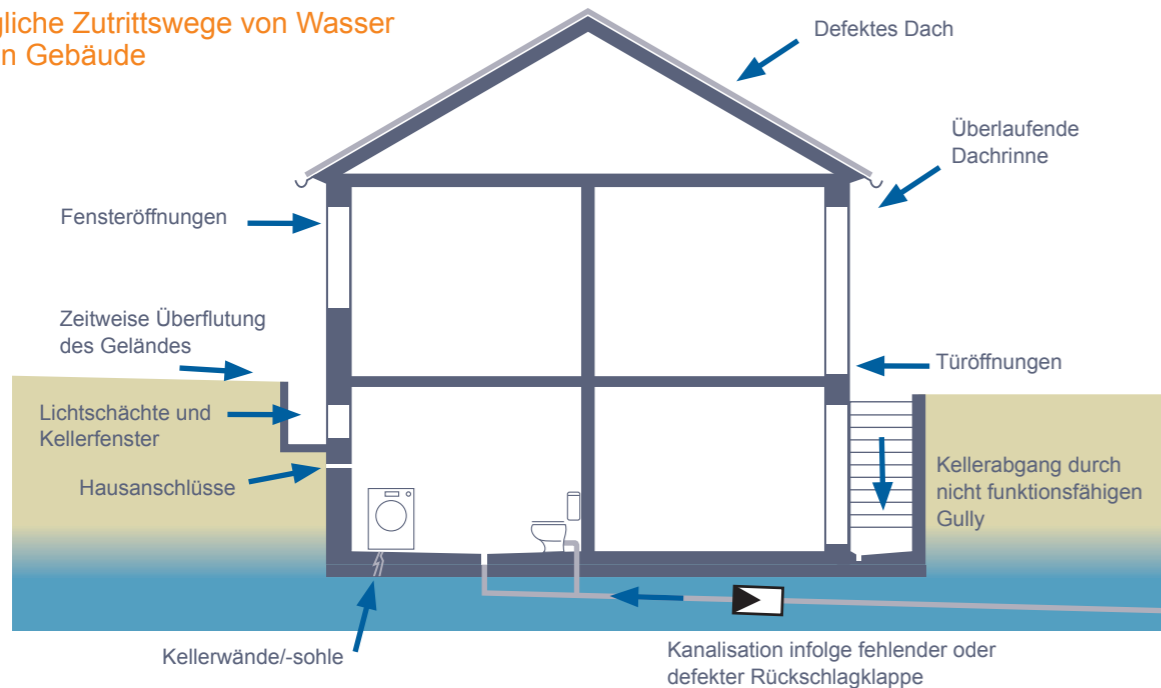 gliche Zutrittswege von Wasser
n Gebäude
Defektes Dach
Überlaufende
Dachrinne
Fensteröffnungen
Zeitweise Überflutung
des Geländes
Türöffnungen
Lichtschächte und
Kellerfenster
Hausanschlüsse
Kellerabgang durch
nicht funktionsfähigen
Gully
Kellerwände/-sohle
Kanalisation infolge fehlender oder
defekter Rückschlagklappe